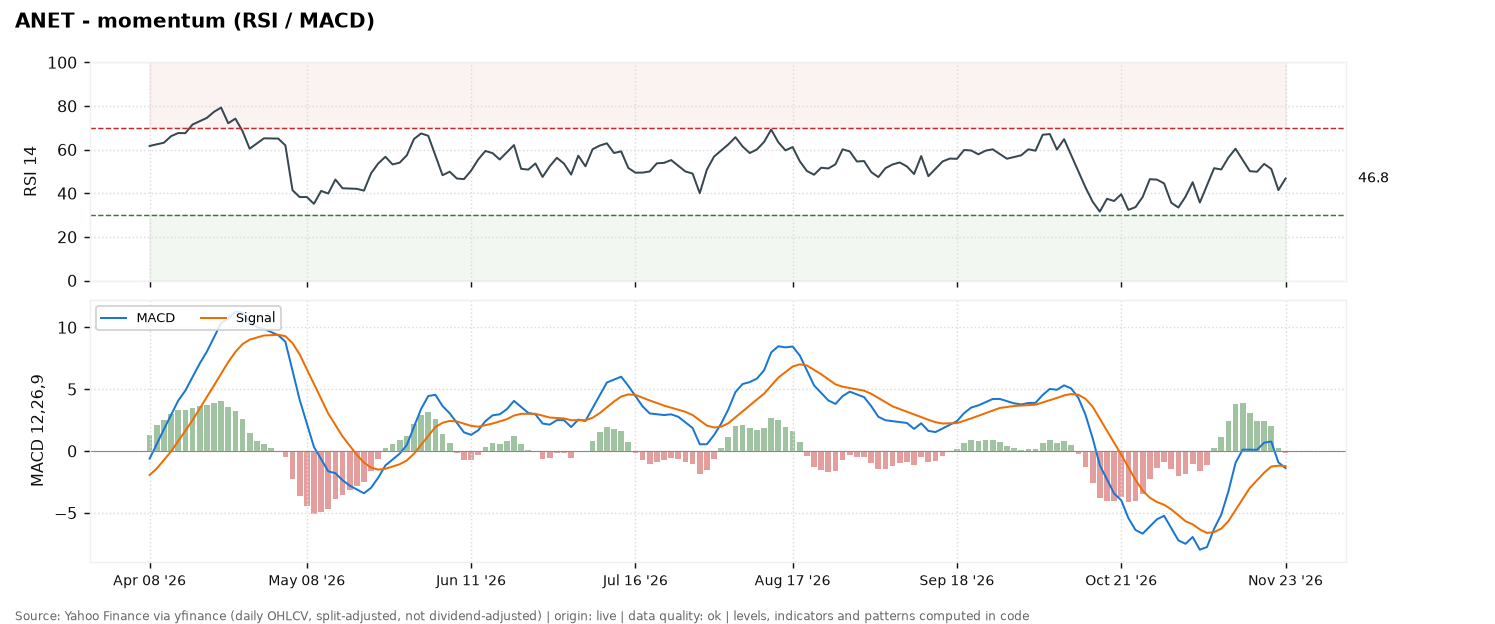 ANET - momentum (RSI / MACD)
100
80
60
40
20
0
RSI 14
46.8
MACD
Signal
10
5
0
−5
MACD 12,26,9
Apr 08 '26
May 08 '26
Jun 11 '26
Jul 16 '26
Aug 17 '26
Sep 18 '26
Oct 21 '26
Nov 23 '26
Source: Yahoo Finance via yfinance (daily OHLCV, split-adjusted, not dividend-adjusted) | origin: live | data quality: ok | levels, indicators and patterns computed in code